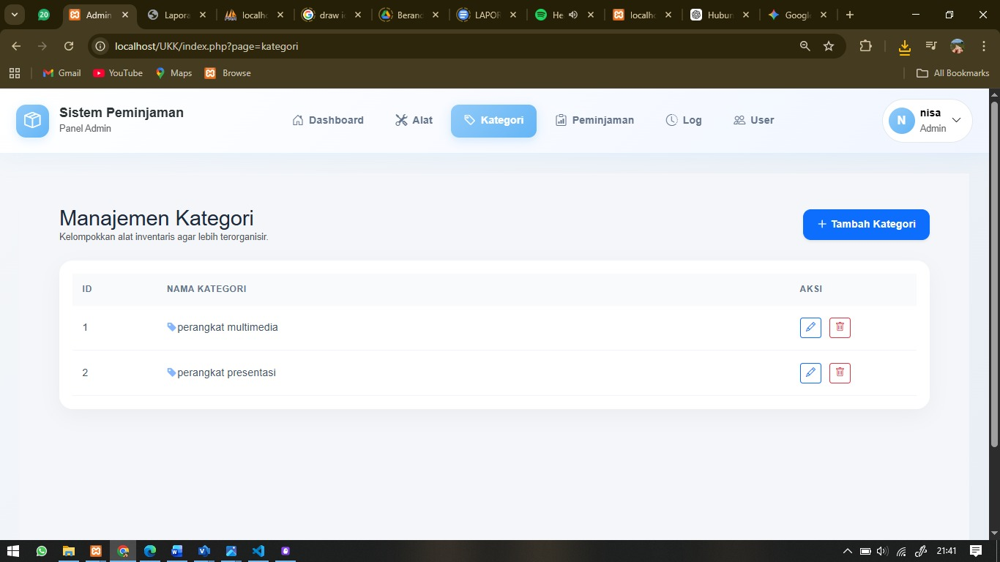 20
Admin
Lapora
localho
draw io
Berand
LAPOR
He
localho
Hubun
Google
localhost/UKK/index.php?page=kategori
Gmail
YouTube
Maps
Browse
All Bookmarks
Sistem Peminjaman
Panel Admin
Dashboard
Alat
Kategori
Peminjaman
Log
User
N
nisa
Admin
Manajemen Kategori
Kelompokkan alat inventaris agar lebih terorganisir.
+ Tambah Kategori
ID NAMA KATEGORI AKSI
1 perangkat multimedia
2 perangkat presentasi
21:41